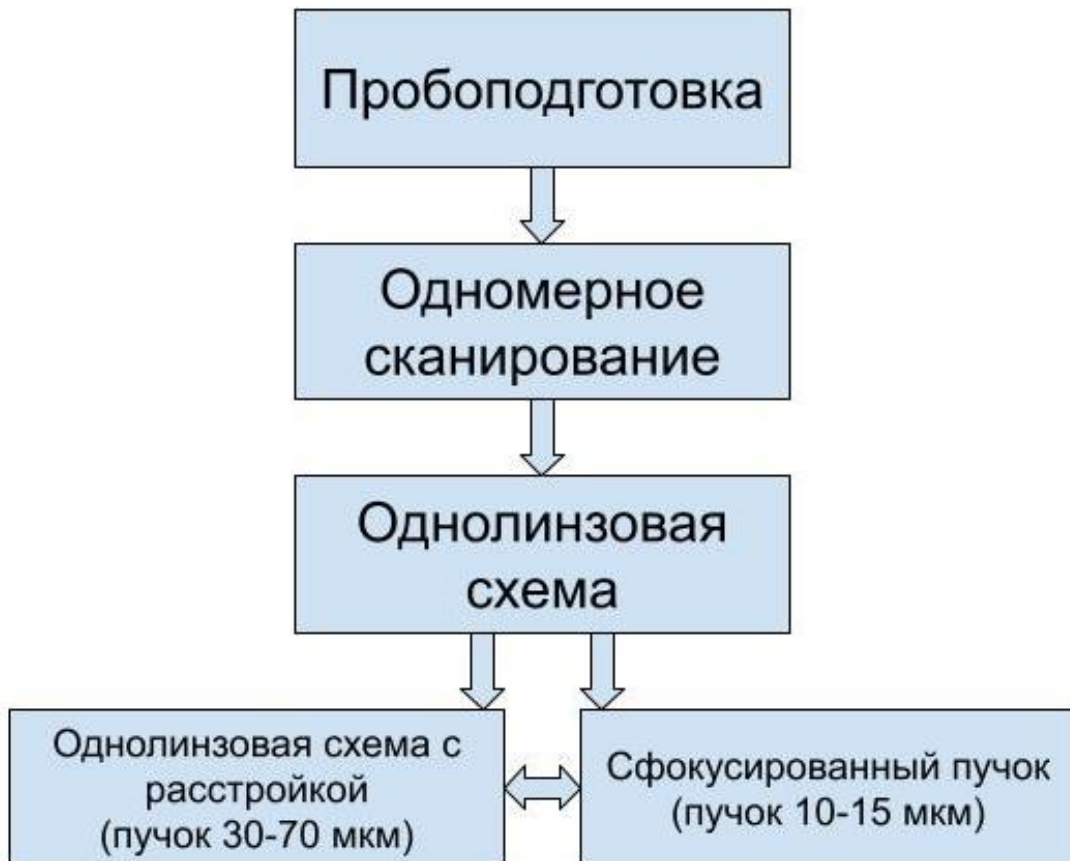 Пробоподготовка
Одномерное
сканирование
Однолинзовая
схема
Однолинзовая схема с
расстройкой
(пучок 30-70 мкм)
Сфокусированный пучок
(пучок 10-15 мкм)